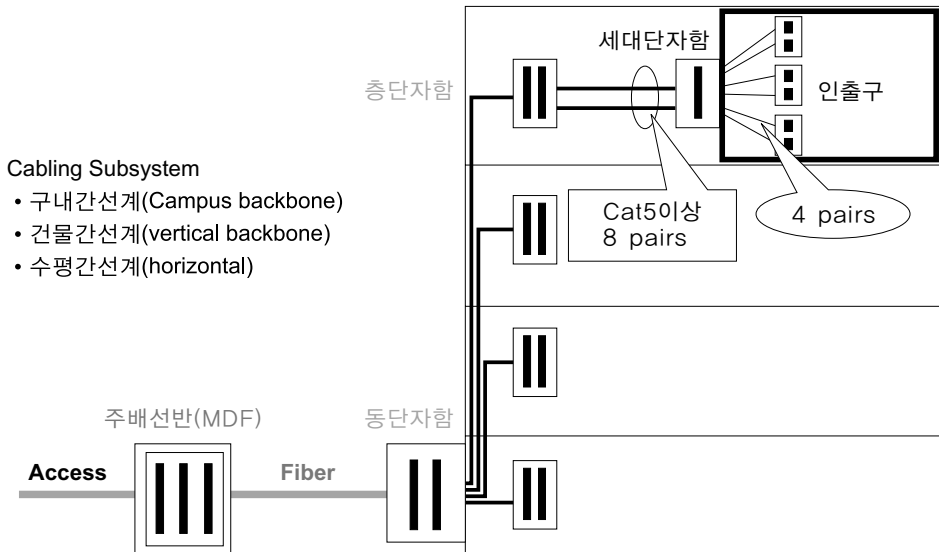 세대단자함
층단자함
인출구
Cabling Subsystem
• 구내간선계(Campus backbone)
• 건물간선계(vertical backbone)
• 수평간선계(horizontal)
Cat5이상
8 pairs
4 pairs
주배선반(MDF)
동단자함
Access
Fiber